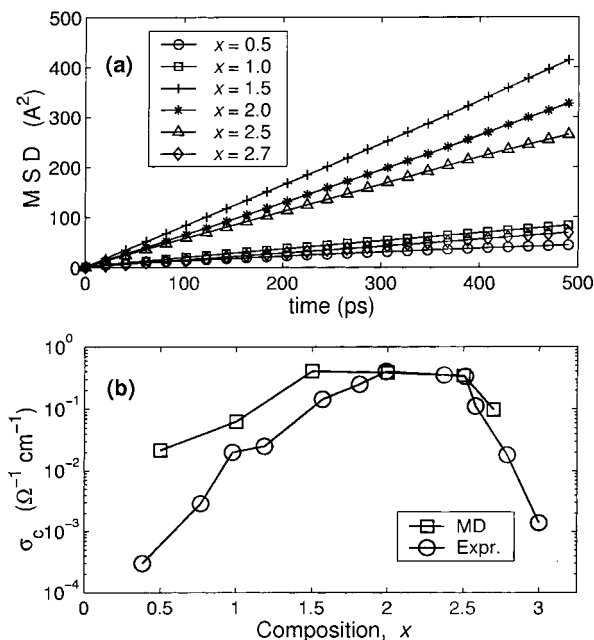 500
400
300
200
100
0
M S D (A²)
(a)
x = 0.5
x = 1.0
x = 1.5
x = 2.0
x = 2.5
x = 2.7
0 100 200 300 400 500
time (ps)
10⁰
10⁻¹
10⁻²
10⁻³
10⁻⁴
σc (Ω⁻¹ cm⁻¹)
(b)
MD
Expr.
0 0.5 1 1.5 2 2.5 3
Composition, x